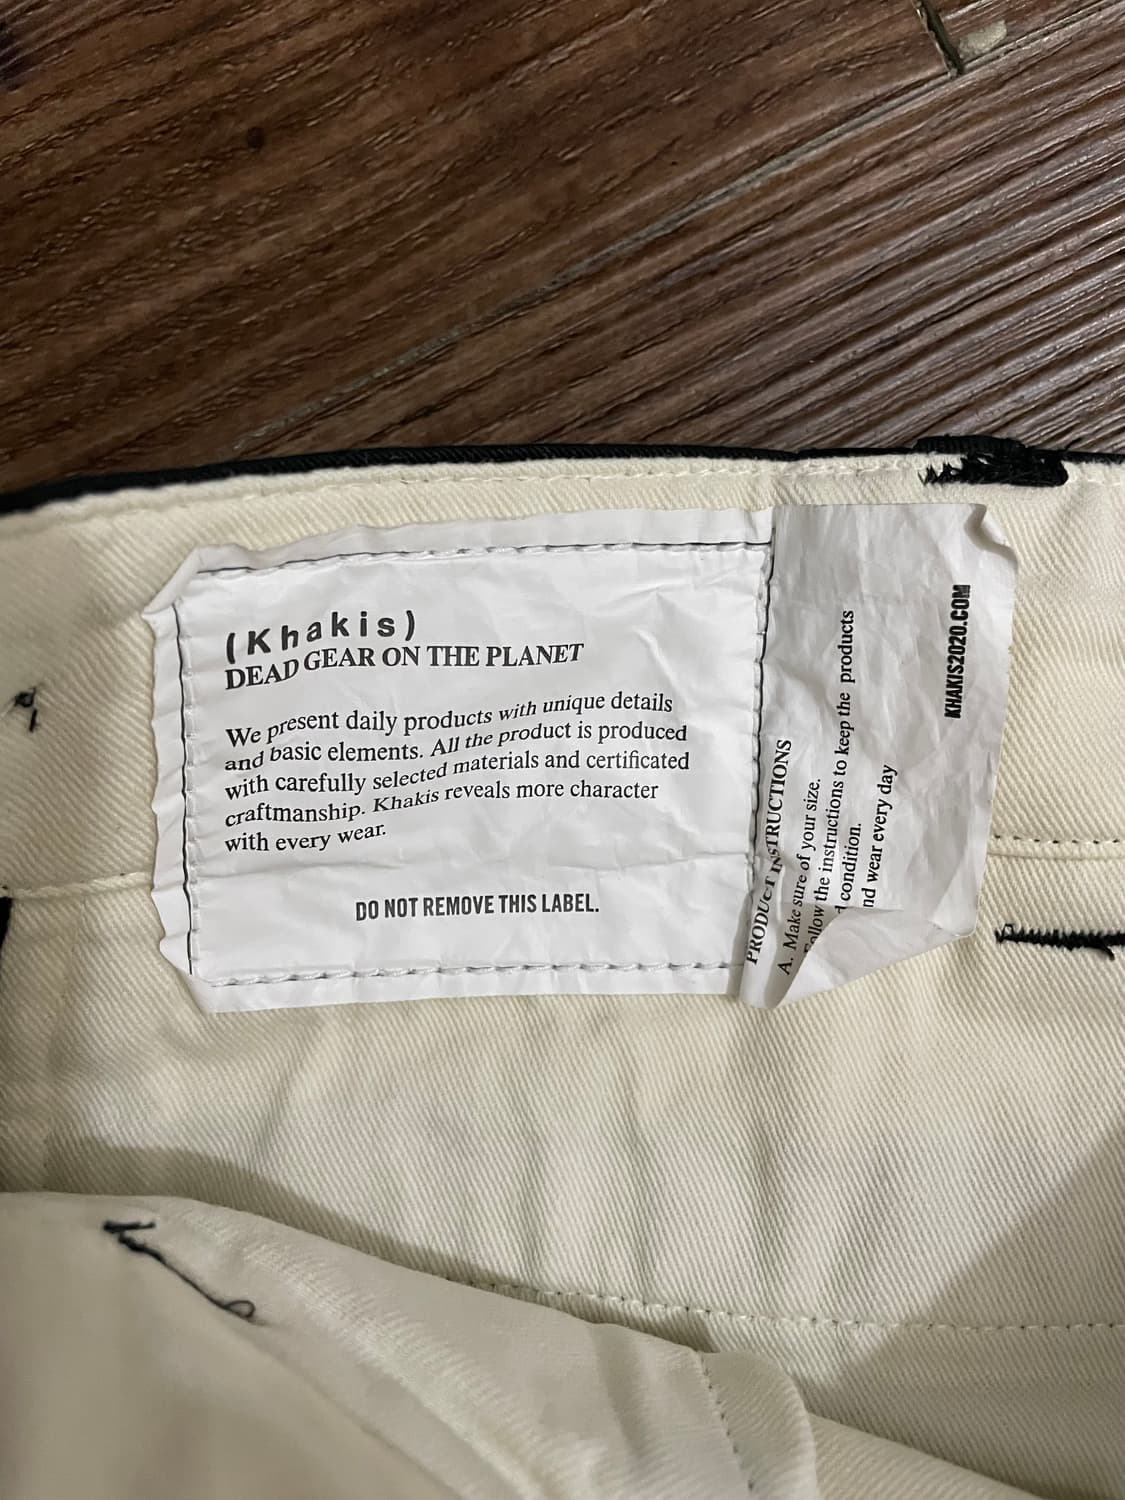 (Khakis)
DEAD GEAR ON THE PLANET
We present daily products with unique details
and basic elements. All the product is produced
with carefully selected materials and certificated
craftmanship. Khakis reveals more character
with every wear.
DO NOT REMOVE THIS LABEL.
PRODUCT INSTRUCTIONS
A. Make sure of your size.
the instructions to keep the products
condition.
wear every day
KHAKIS2020.COM